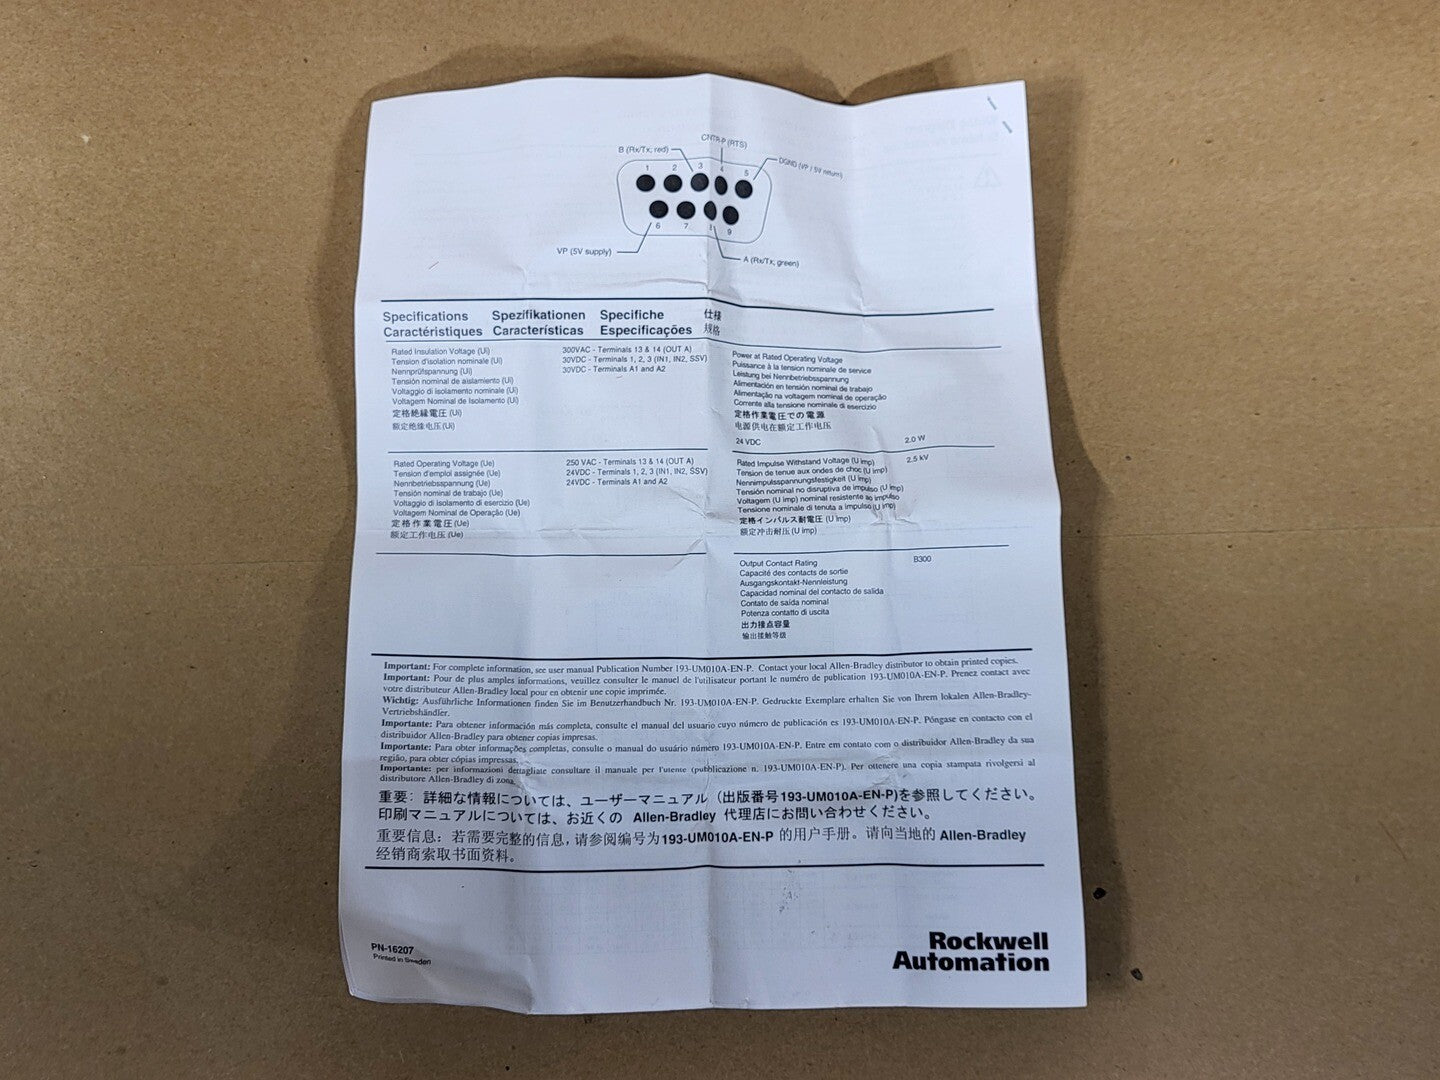 CNTR-P (RTS)
B (Rx/Tx, red)
DGND (VP / 5V return)
1 2 3 4 5
6 7 8 9
VP (5V supply)
A (Rx/Tx, green)
Specifications Spezifikationen Specifiche 仕様
Caractéristiques Características Especificações 规格
Rated Insulation Voltage (Ui) 300VAC - Terminals 13 & 14 (OUT A)
Tension d'isolation nominale (Ui) 30VDC - Terminals 1, 2, 3 (IN1, IN2, SSV)
Nennprüfspannung (Ui) 30VDC - Terminals A1 and A2
Tensión nominal de aislamiento (Ui)
Voltaggio di isolamento nominale (Ui)
Voltagem Nominal de Isolamento (Ui)
定格絶縁電圧 (Ui)
额定绝缘电压(Ui)
Rated Operating Voltage (Ue) 250 VAC - Terminals 13 & 14 (OUT A)
Tension d'emploi assignée (Ue) 24VDC - Terminals 1, 2, 3 (IN1, IN2, SSV)
Nennbetriebsspannung (Ue) 24VDC - Terminals A1 and A2
Tensión nominal de trabajo (Ue)
Voltaggio di isolamento di esercizio (Ue)
Voltagem Nominal de Operação (Ue)
定格作業電圧(Ue)
额定工作电压 (Ue)
Power at Rated Operating Voltage
Puissance à la tension nominale de service
Leistung bei Nennbetriebsspannung
Alimentación en tensión nominal de trabajo
Alimentação na voltagem nominal de operação
Corrente alla tensione nominale di esercizio
定格作業電圧での電源
电源供电在额定工作电压
24 VDC 2.0 W
Rated Impulse Withstand Voltage (U imp) 2.5 kV
Tension de tenue aux ondes de choc (U imp)
Nennimpulsspannungsfestigkeit (U imp)
Tensión nominal no disruptiva de impulso (U imp)
Voltagem (U imp) nominal resistente ao impulso
Tensione nominale di tenuta a impulso (U imp)
定格インパルス耐電圧 (U imp)
额定冲击耐压 (U imp)
Output Contact Rating B300
Capacité des contacts de sortie
Ausgangskontakt-Nennleistung
Capacidad nominal del contacto de salida
Contato de saída nominal
Potenza contatto di uscita
出力接点容量
输出接触等级
Important: For complete information, see user manual Publication Number 193-UM010A-EN-P. Contact your local Allen-Bradley distributor to obtain printed copies.
Important: Pour de plus amples informations, veuillez consulter le manuel de l'utilisateur portant le numéro de publication 193-UM010A-EN-P. Prenez contact avec
votre distributeur Allen-Bradley local pour en obtenir une copie imprimée.
Wichtig: Ausführliche Informationen finden Sie im Benutzerhandbuch Nr. 193-UM010A-EN-P. Gedruckte Exemplare erhalten Sie von Ihrem lokalen Allen-Bradley-
Vertriebshändler.
Importante: Para obtener información más completa, consulte el manual del usuario cuyo número de publicación es 193-UM010A-EN-P. Póngase en contacto con el
distribuidor Allen-Bradley para obtener copias impresas.
Importante: Para obter informações completas, consulte o manual do usuário número 193-UM010A-EN-P. Entre em contato com o distribuidor Allen-Bradley da sua
região, para obter cópias impressas.
Importante: per informazioni dettagliate consultare il manuale per l'utente (pubblicazione n. 193-UM010A-EN-P). Per ottenere una copia stampata rivolgersi al
distributore Allen-Bradley di zona.
重要: 詳細な情報については、ユーザーマニュアル (出版番号193-UM010A-EN-P)を参照してください。
印刷マニュアルについては、お近くの Allen-Bradley 代理店にお問い合わせください。
重要信息: 若需要完整的信息, 请参阅编号为193-UM010A-EN-P 的用户手册。请向当地的 Allen-Bradley
经销商索取书面资料。
PN-16207
Printed in Sweden
Rockwell
Automation